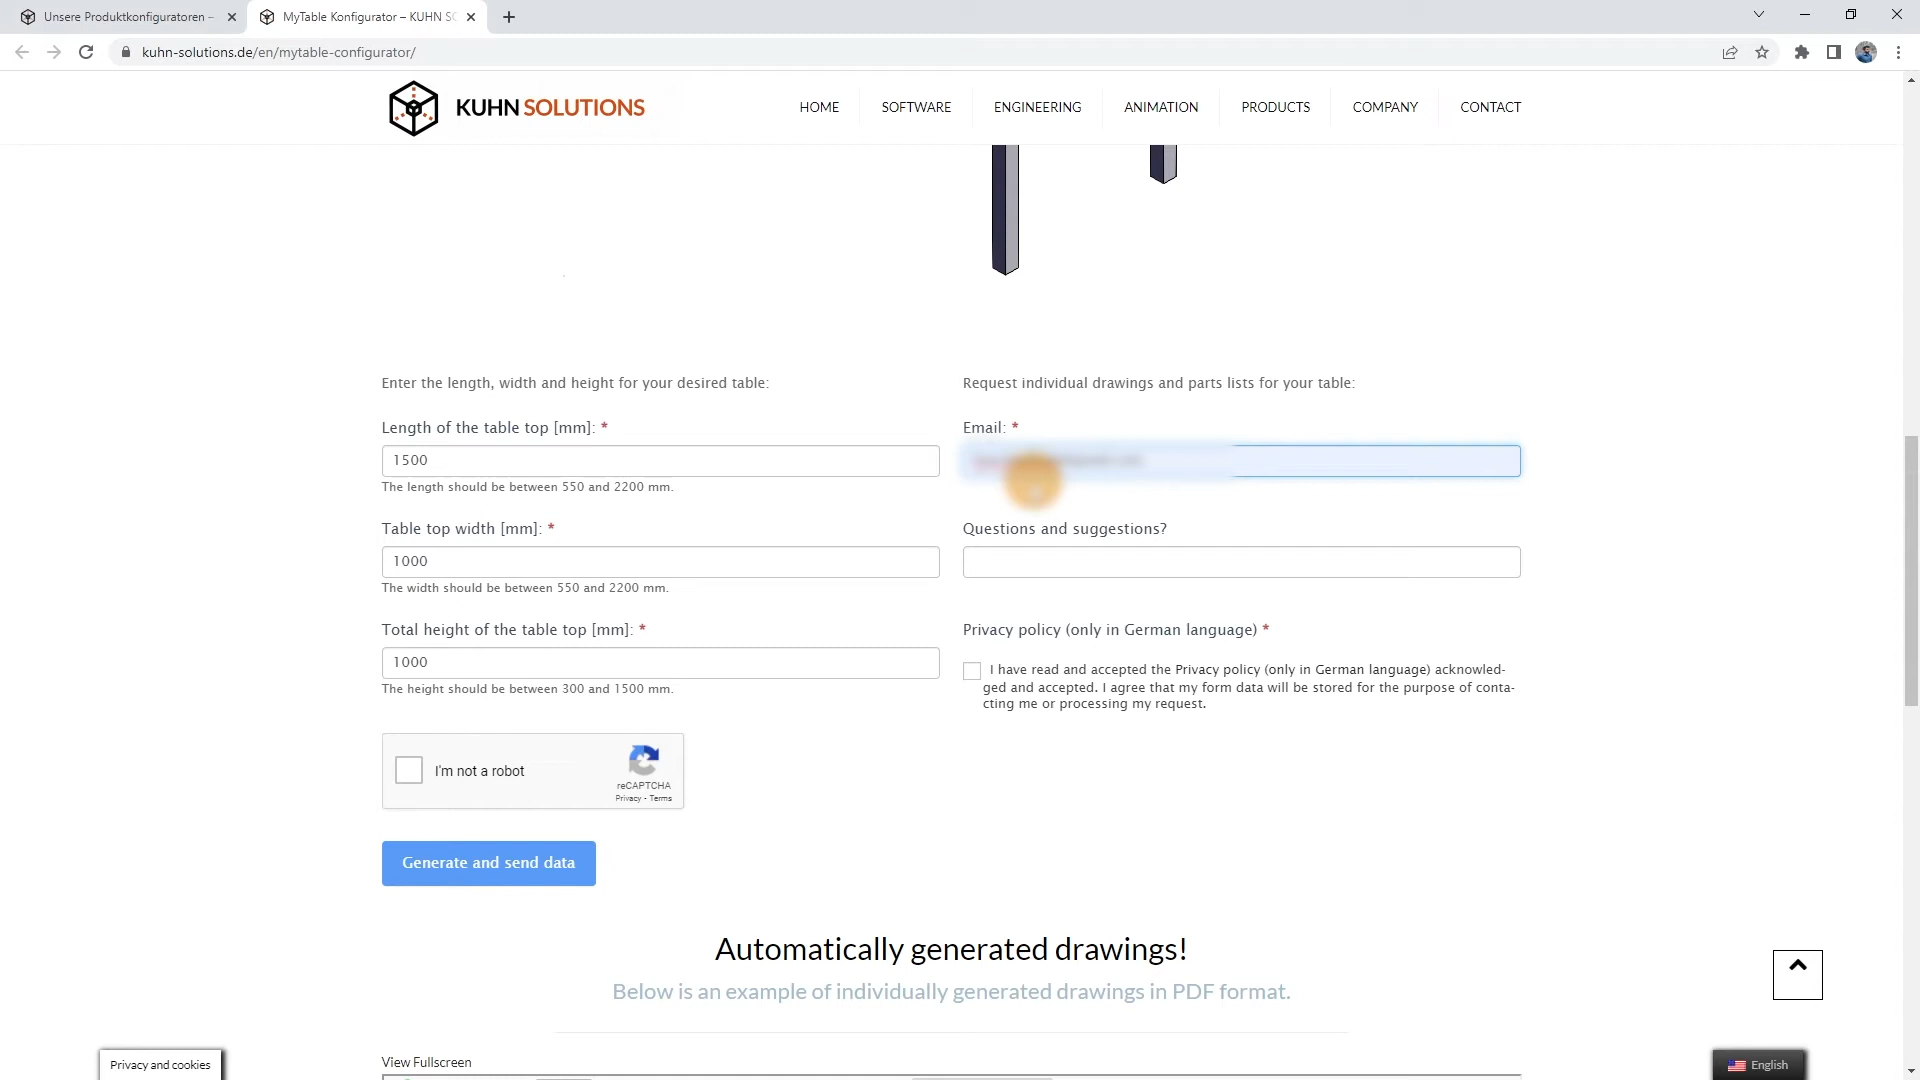 Unsere Produktkonfiguratoren –
MyTable Konfigurator – KUHN SC
kuhn-solutions.de/en/mytable-configurator/
KUHN SOLUTIONS
HOME
SOFTWARE
ENGINEERING
ANIMATION
PRODUCTS
COMPANY
CONTACT
Enter the length, width and height for your desired table:
Length of the table top [mm]: *
1500
The length should be between 550 and 2200 mm.
Table top width [mm]: *
1000
The width should be between 550 and 2200 mm.
Total height of the table top [mm]: *
1000
The height should be between 300 and 1500 mm.
Request individual drawings and parts lists for your table:
Email: *
Questions and suggestions?
Privacy policy (only in German language) *
I have read and accepted the Privacy policy (only in German language) acknowled-
ged and accepted. I agree that my form data will be stored for the purpose of conta-
cting me or processing my request.
I'm not a robot
reCAPTCHA
Privacy - Terms
Generate and send data
Automatically generated drawings!
Below is an example of individually generated drawings in PDF format.
View Fullscreen
Privacy and cookies
English